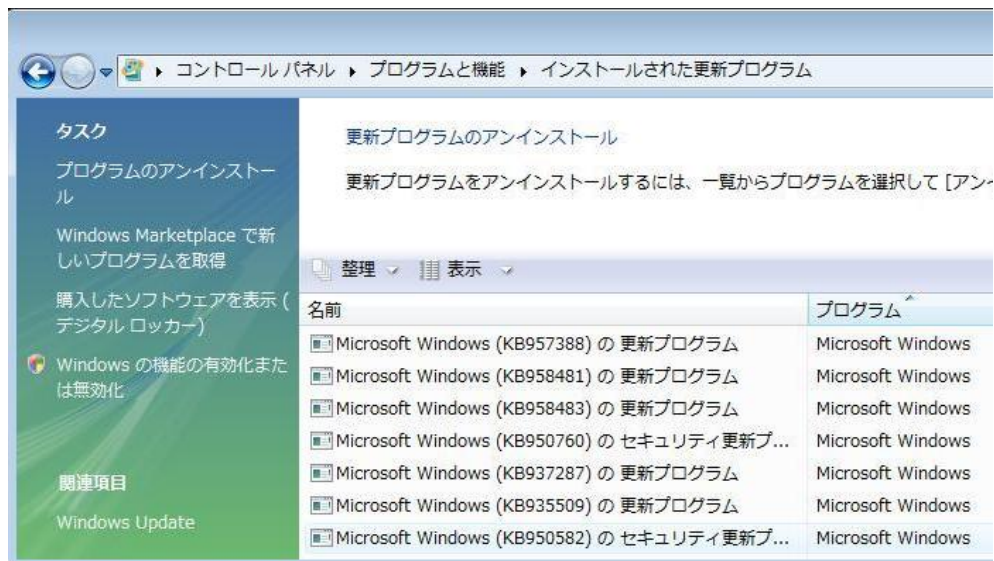 コントロール パネル ▸ プログラムと機能 ▸ インストールされた更新プログラム
タスク
プログラムのアンインストー
ル
Windows Marketplace で新
しいプログラムを取得
購入したソフトウェアを表示 (
デジタル ロッカー)
Windows の機能の有効化また
は無効化
関連項目
Windows Update
更新プログラムのアンインストール
更新プログラムをアンインストールするには、一覧からプログラムを選択して [アン
整理 表示
名前 プログラム
Microsoft Windows (KB957388) の 更新プログラム Microsoft Windows
Microsoft Windows (KB958481) の 更新プログラム Microsoft Windows
Microsoft Windows (KB958483) の 更新プログラム Microsoft Windows
Microsoft Windows (KB950760) の セキュリティ更新プ... Microsoft Windows
Microsoft Windows (KB937287) の 更新プログラム Microsoft Windows
Microsoft Windows (KB935509) の 更新プログラム Microsoft Windows
Microsoft Windows (KB950582) の セキュリティ更新プ... Microsoft Windows